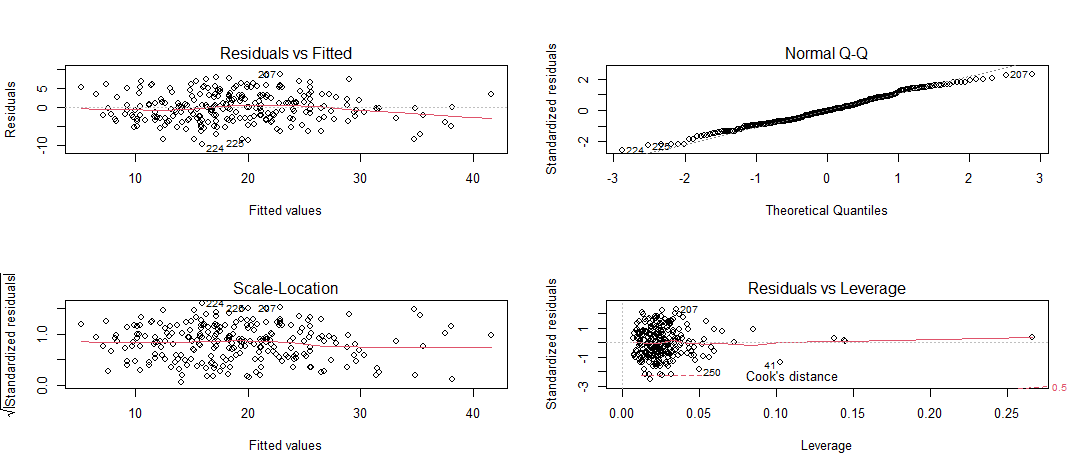 Residuals vs Fitted
Residuals
-10 0 5
207
224
225
10 20 30 40
Fitted values
Normal Q-Q
Standardized residuals
-2 0 2
207
224
225
-3 -2 -1 0 1 2 3
Theoretical Quantiles
Scale-Location
√|Standardized residuals|
0.0 1.0
224
225
207
10 20 30 40
Fitted values
Residuals vs Leverage
Standardized residuals
-3 -1 1
207
41
250
Cook's distance
0.5
0.00 0.05 0.10 0.15 0.20 0.25
Leverage